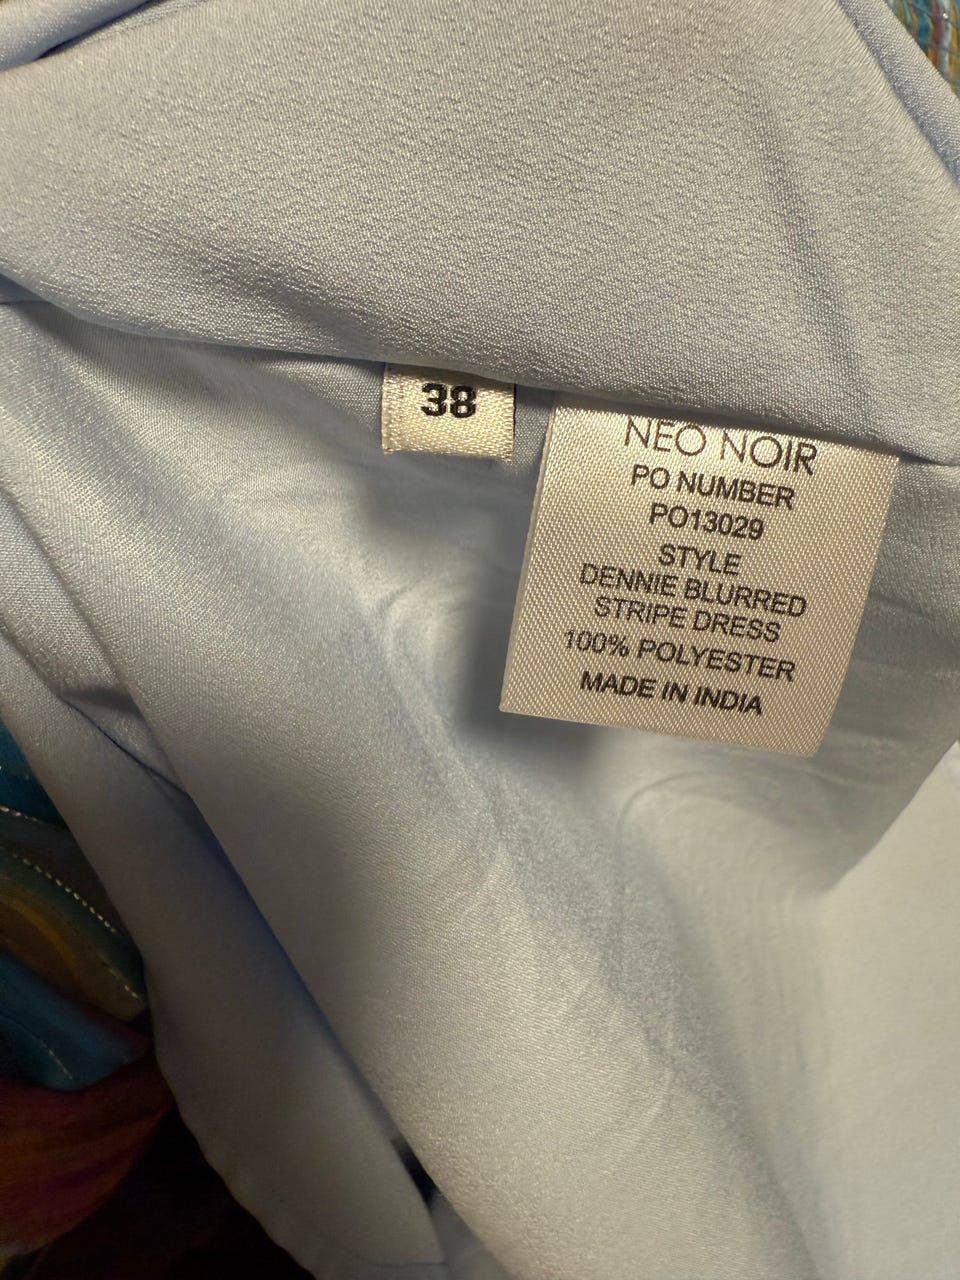 38
NEO NOIR
PO NUMBER
PO13029
STYLE
DENNIE BLURRED
STRIPE DRESS
100% POLYESTER
MADE IN INDIA